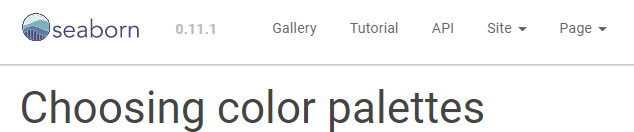 seaborn 0.11.1 Gallery Tutorial API Site Page
Choosing color palettes